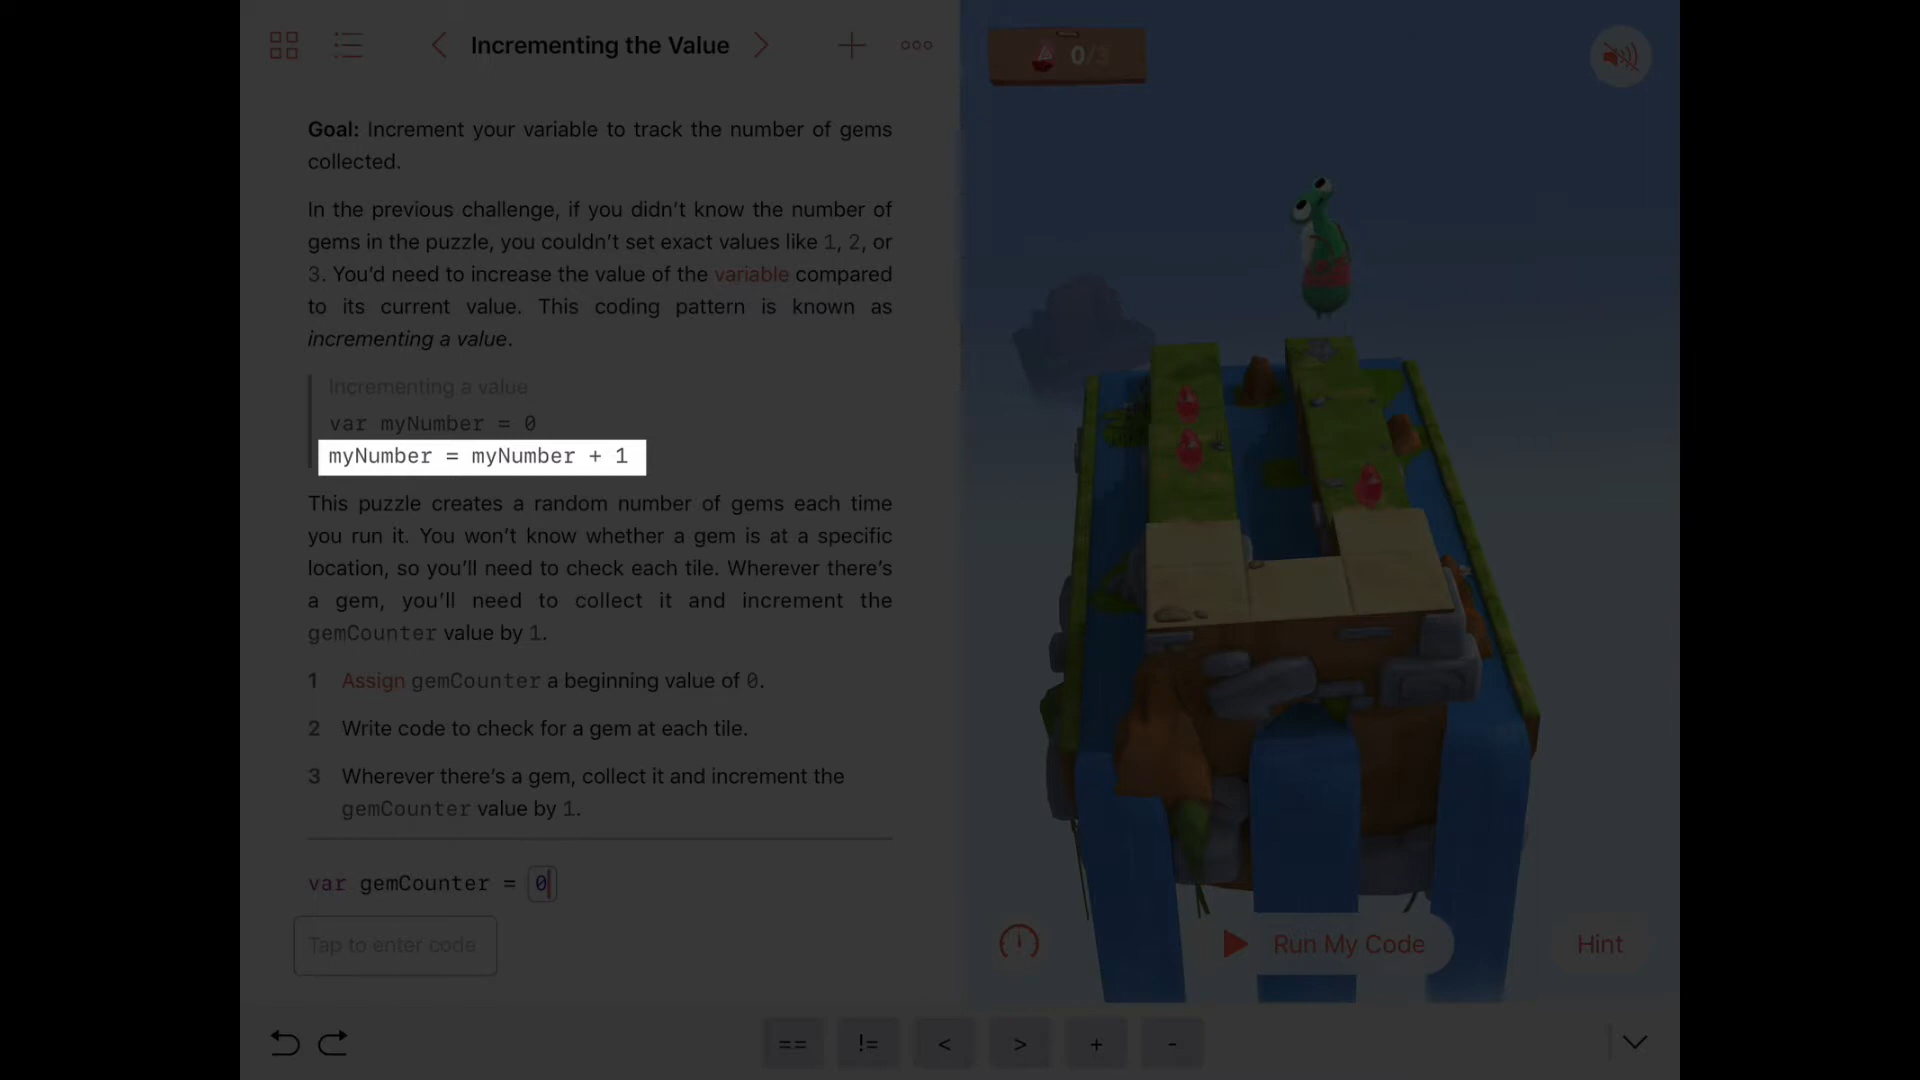 Incrementing the Value
0/3
Goal: Increment your variable to track the number of gems
collected.
In the previous challenge, if you didn't know the number of
gems in the puzzle, you couldn't set exact values like 1, 2, or
3. You'd need to increase the value of the variable compared
to its current value. This coding pattern is known as
incrementing a value.
Incrementing a value
var myNumber = 0
myNumber = myNumber + 1
This puzzle creates a random number of gems each time
you run it. You won't know whether a gem is at a specific
location, so you'll need to check each tile. Wherever there's
a gem, you'll need to collect it and increment the
gemCounter value by 1.
1 Assign gemCounter a beginning value of 0.
2 Write code to check for a gem at each tile.
3 Wherever there's a gem, collect it and increment the
gemCounter value by 1.
var gemCounter = 0
Tap to enter code
Run My Code
Hint
== != < > + -